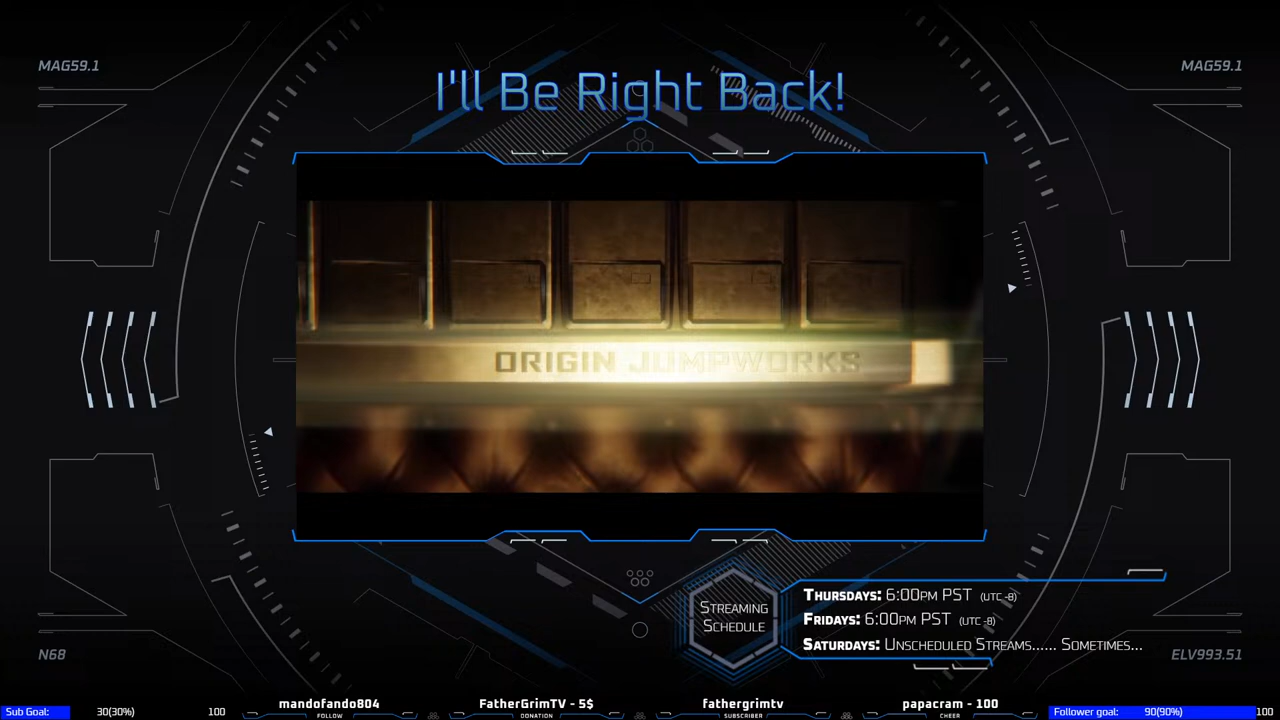 I'll Be Right Back!
MAG59.1
MAG59.1
ORIGIN JUMPWORKS
STREAMING
SCHEDULE
THURSDAYS: 6:00PM PST (UTC -8)
FRIDAYS: 6:00PM PST (UTC -8)
SATURDAYS: UNSCHEDULED STREAMS...... SOMETIMES...
N68
ELV993.51
Sub Goal: 30(30%) 100
mandofando804
FOLLOW
FatherGrimTV - 5$
DONATION
fathergrimtv
SUBSCRIBER
papacram - 100
CHEER
Follower goal: 90(90%) 100